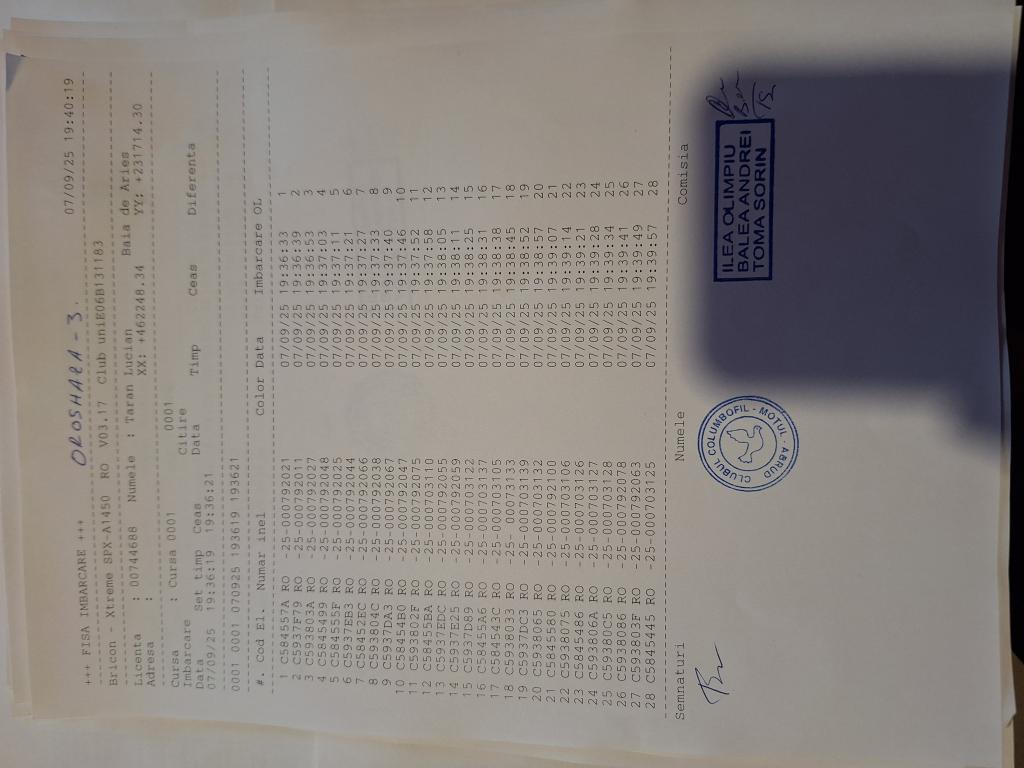 OROSHAZA - 3.
+++ FISA IMBARCARE +++ 07/09/25 19:40:19
Bricon - Xtreme SPX-A1450 RO V03.17 Club uniE06B131183
Licenta : 00744688 Numele : Taran Lucian Baia de Aries
Adresa : XX: +462248.34 YY: +231714.30
Cursa : Cursa 0001 0001
Imbarcare Citire
Data Set timp Ceas Data Timp Ceas Diferenta
07/09/25 19:36:19 19:36:21
0001 0001 070925 193619 193621
#. Cod El. Numar inel Color Data Imbarcare OL
1 C584557A RO -25-000792021 07/09/25 19:36:33 1
2 C5937F79 RO -25-000792011 07/09/25 19:36:39 2
3 C593803A RO -25-000792027 07/09/25 19:36:53 3
4 C5845499 RO -25-000792048 07/09/25 19:37:03 4
5 C584555F RO -25-000792025 07/09/25 19:37:11 5
6 C5937EB3 RO -25-000792044 07/09/25 19:37:21 6
7 C58452EC RO -25-000792066 07/09/25 19:37:27 7
8 C593804C RO -25-000792038 07/09/25 19:37:33 8
9 C5937DA3 RO -25-000792067 07/09/25 19:37:40 9
10 C58454B0 RO -25-000792047 07/09/25 19:37:46 10
11 C593802F RO -25-000792075 07/09/25 19:37:52 11
12 C58455BA RO -25-000703110 07/09/25 19:37:58 12
13 C5937EDC RO -25-000792055 07/09/25 19:38:05 13
14 C5937E25 RO -25-000792059 07/09/25 19:38:11 14
15 C5937D89 RO -25-000703122 07/09/25 19:38:25 15
16 C58455A6 RO -25-000703137 07/09/25 19:38:31 16
17 C584543C RO -25-000703105 07/09/25 19:38:38 17
18 C5938033 RO -25- 00073133 07/09/25 19:38:45 18
19 C5937DC3 RO -25-000703139 07/09/25 19:38:52 19
20 C5938065 RO -25-000703132 07/09/25 19:38:57 20
21 C5845580 RO -25-000792100 07/09/25 19:39:07 21
22 C5938075 RO -25-000703106 07/09/25 19:39:14 22
23 C5845486 RO -25-000703126 07/09/25 19:39:21 23
24 C593806A RO -25-000703127 07/09/25 19:39:28 24
25 C59380C5 RO -25-000703128 07/09/25 19:39:34 25
26 C5938086 RO -25-000792078 07/09/25 19:39:41 26
27 C593803F RO -25-000792063 07/09/25 19:39:49 27
28 C5845445 RO -25-000703125 07/09/25 19:39:57 28
Semnaturi Numele Comisia
CLUBUL COLUMBOFIL - MOTUL - ABRUD
ILEA OLIMPIU
BALEA ANDREI
TOMA SORIN